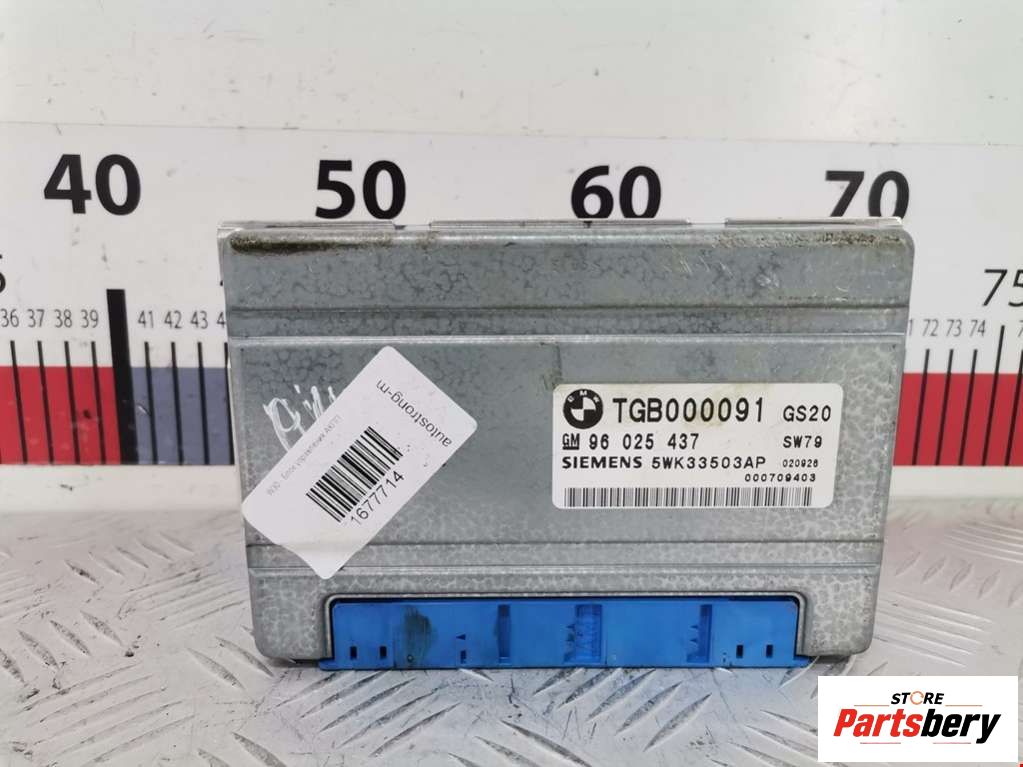 40 50 60 70
75
36 37 38 39 41 42 43 4
72 73 74
BMW TGB000091 GS20
GM 96 025 437 SW79
SIEMENS 5WK33503AP 020926
000709403
autostrong-m
1677714
STORE
Partsbery